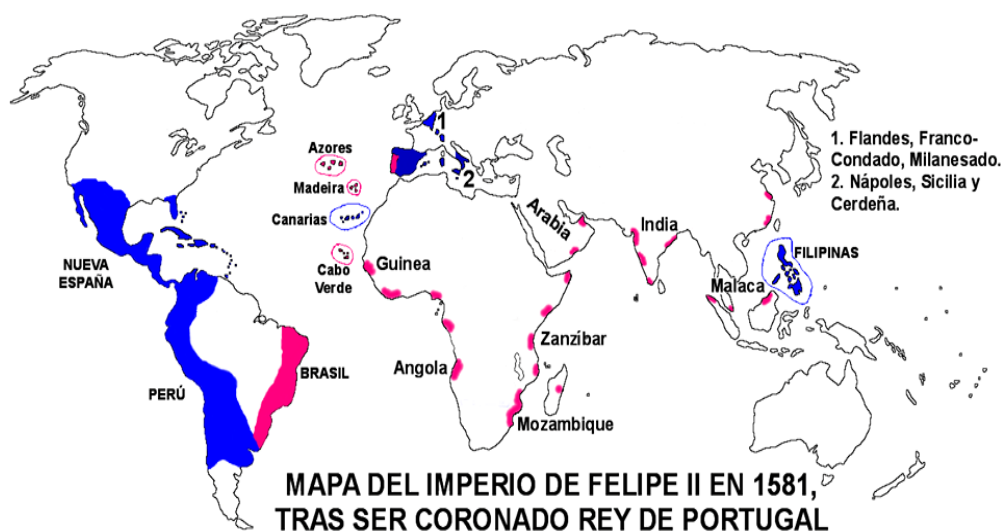 1
1. Flandes, Franco-
Condado, Milanesado.
2. Nápoles, Sicilia y
Cerdeña.
Azores
2
Madeira
Canarias
Arabia
India
NUEVA
ESPAÑA
Cabo
Verde
Guinea
FILIPINAS
Malaca
Zanzíbar
Angola
BRASIL
PERÚ
Mozambique
MAPA DEL IMPERIO DE FELIPE II EN 1581,
TRAS SER CORONADO REY DE PORTUGAL